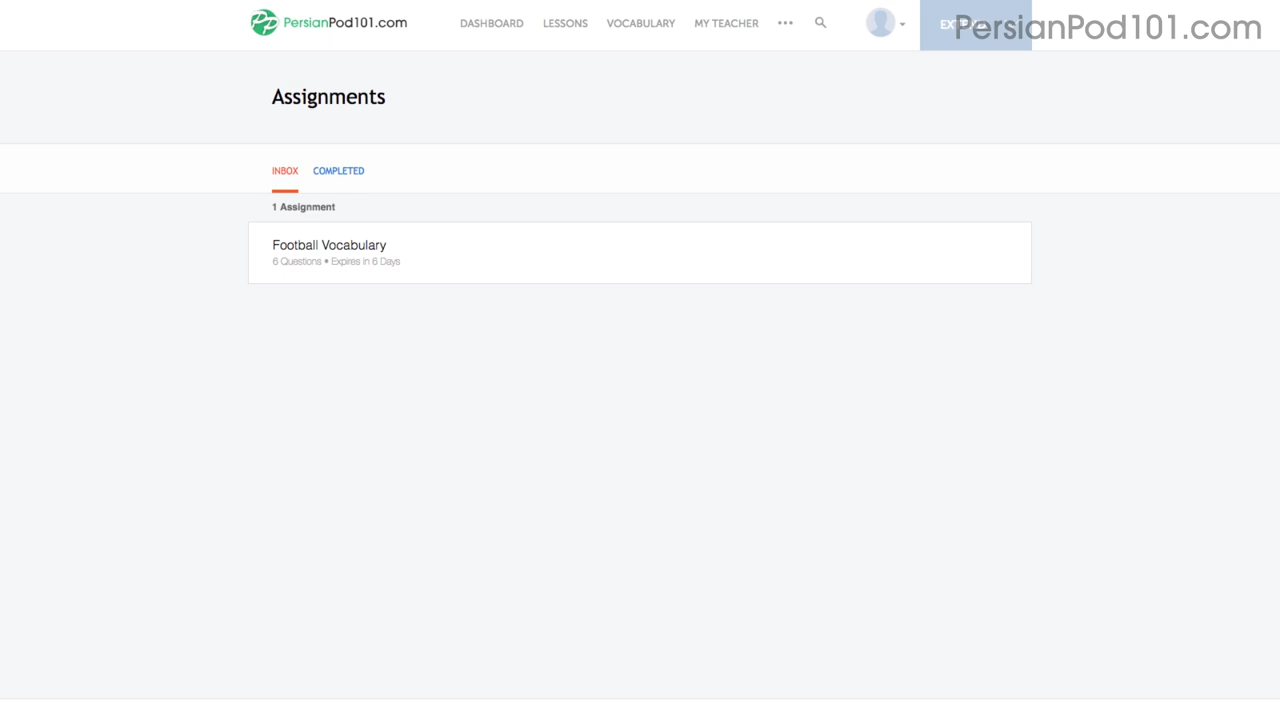 PersianPod101.com
DASHBOARD LESSONS VOCABULARY MY TEACHER ••• 
PersianPod101.com
Assignments
INBOX COMPLETED
1 Assignment
Football Vocabulary
6 Questions • Expires in 6 Days